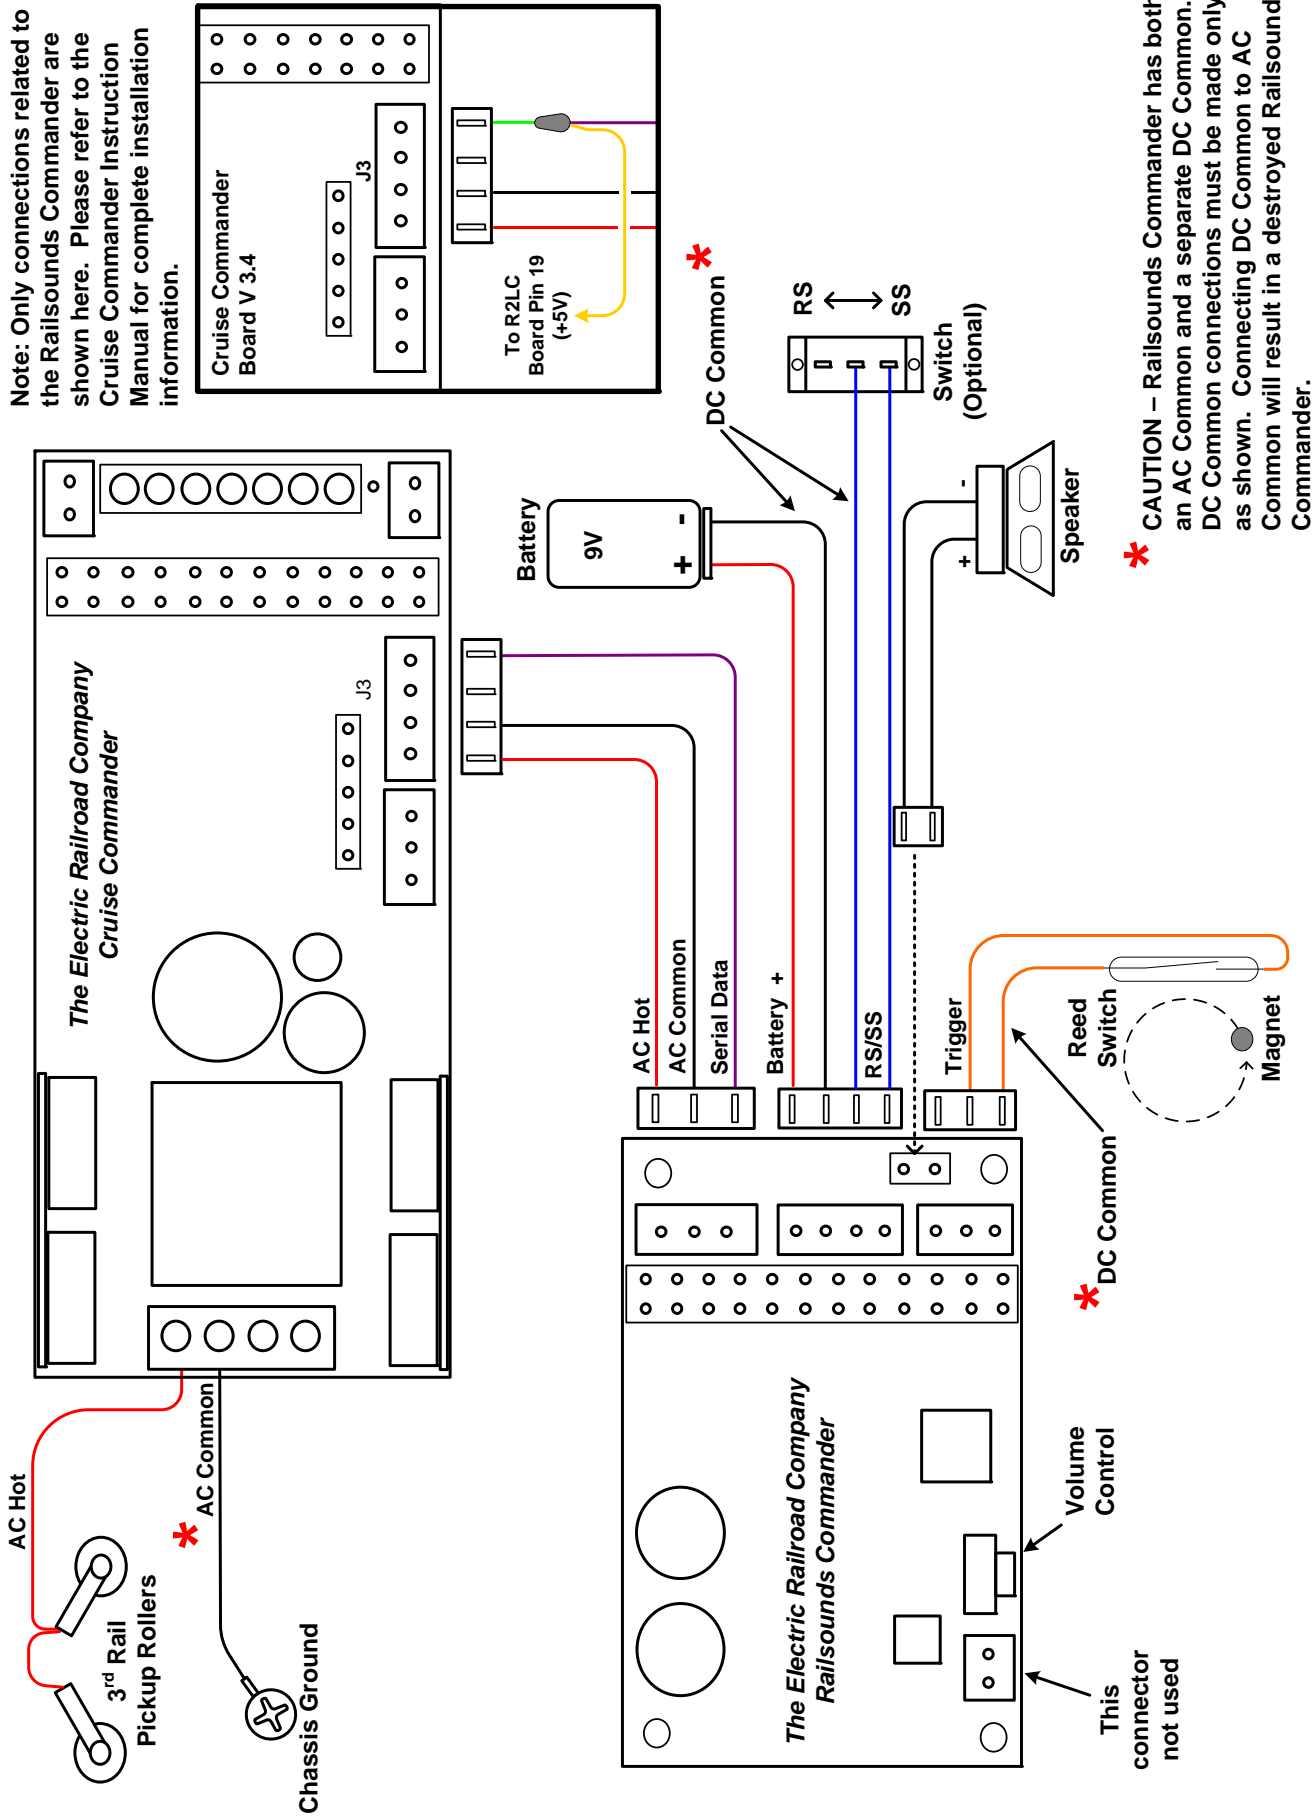 AC Hot
3rd Rail
Pickup Rollers
AC Common
*
Chassis Ground
The Electric Railroad Company
Cruise Commander
J3
Note: Only connections related to
the Railsounds Commander are
shown here. Please refer to the
Cruise Commander Instruction
Manual for complete installation
information.
Cruise Commander
Board V 3.4
J3
To R2LC
Board Pin 19
(+5V)
AC Hot
AC Common
Serial Data
Battery +
RS/SS
Trigger
Battery
9V
+ -
DC Common
*
RS
SS
Switch
(Optional)
+ -
Speaker
Reed
Switch
Magnet
*
DC Common
The Electric Railroad Company
Railsounds Commander
Volume
Control
This
connector
not used
*
CAUTION – Railsounds Commander has both
an AC Common and a separate DC Common.
DC Common connections must be made only
as shown. Connecting DC Common to AC
Common will result in a destroyed Railsound
Commander.